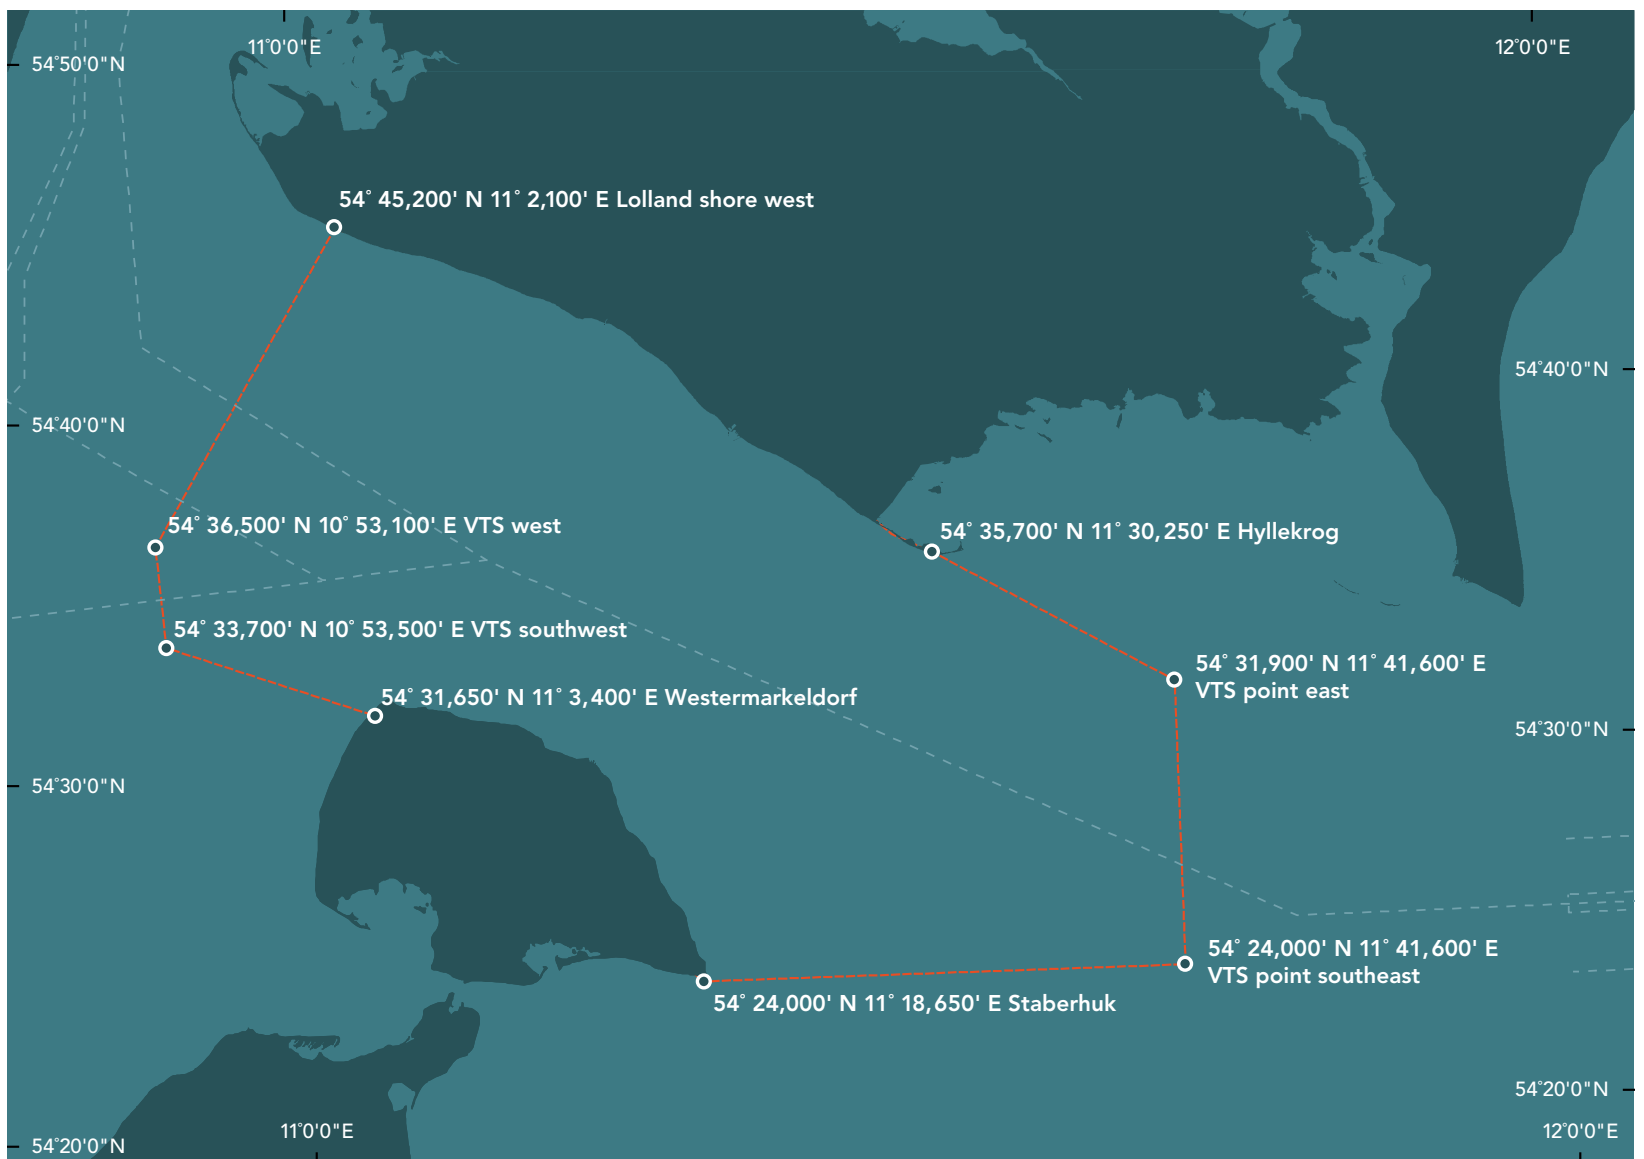 11°0'0"E
12°0'0"E
54°50'0"N
54° 45,200' N 11° 2,100' E Lolland shore west
54°40'0"N
54°40'0"N
54° 36,500' N 10° 53,100' E VTS west
54° 35,700' N 11° 30,250' E Hyllekrog
54° 33,700' N 10° 53,500' E VTS southwest
54° 31,900' N 11° 41,600' E
VTS point east
54° 31,650' N 11° 3,400' E Westermarkeldorf
54°30'0"N
54°30'0"N
54° 24,000' N 11° 41,600' E
VTS point southeast
54° 24,000' N 11° 18,650' E Staberhuk
54°20'0"N
11°0'0"E
12°0'0"E
54°20'0"N